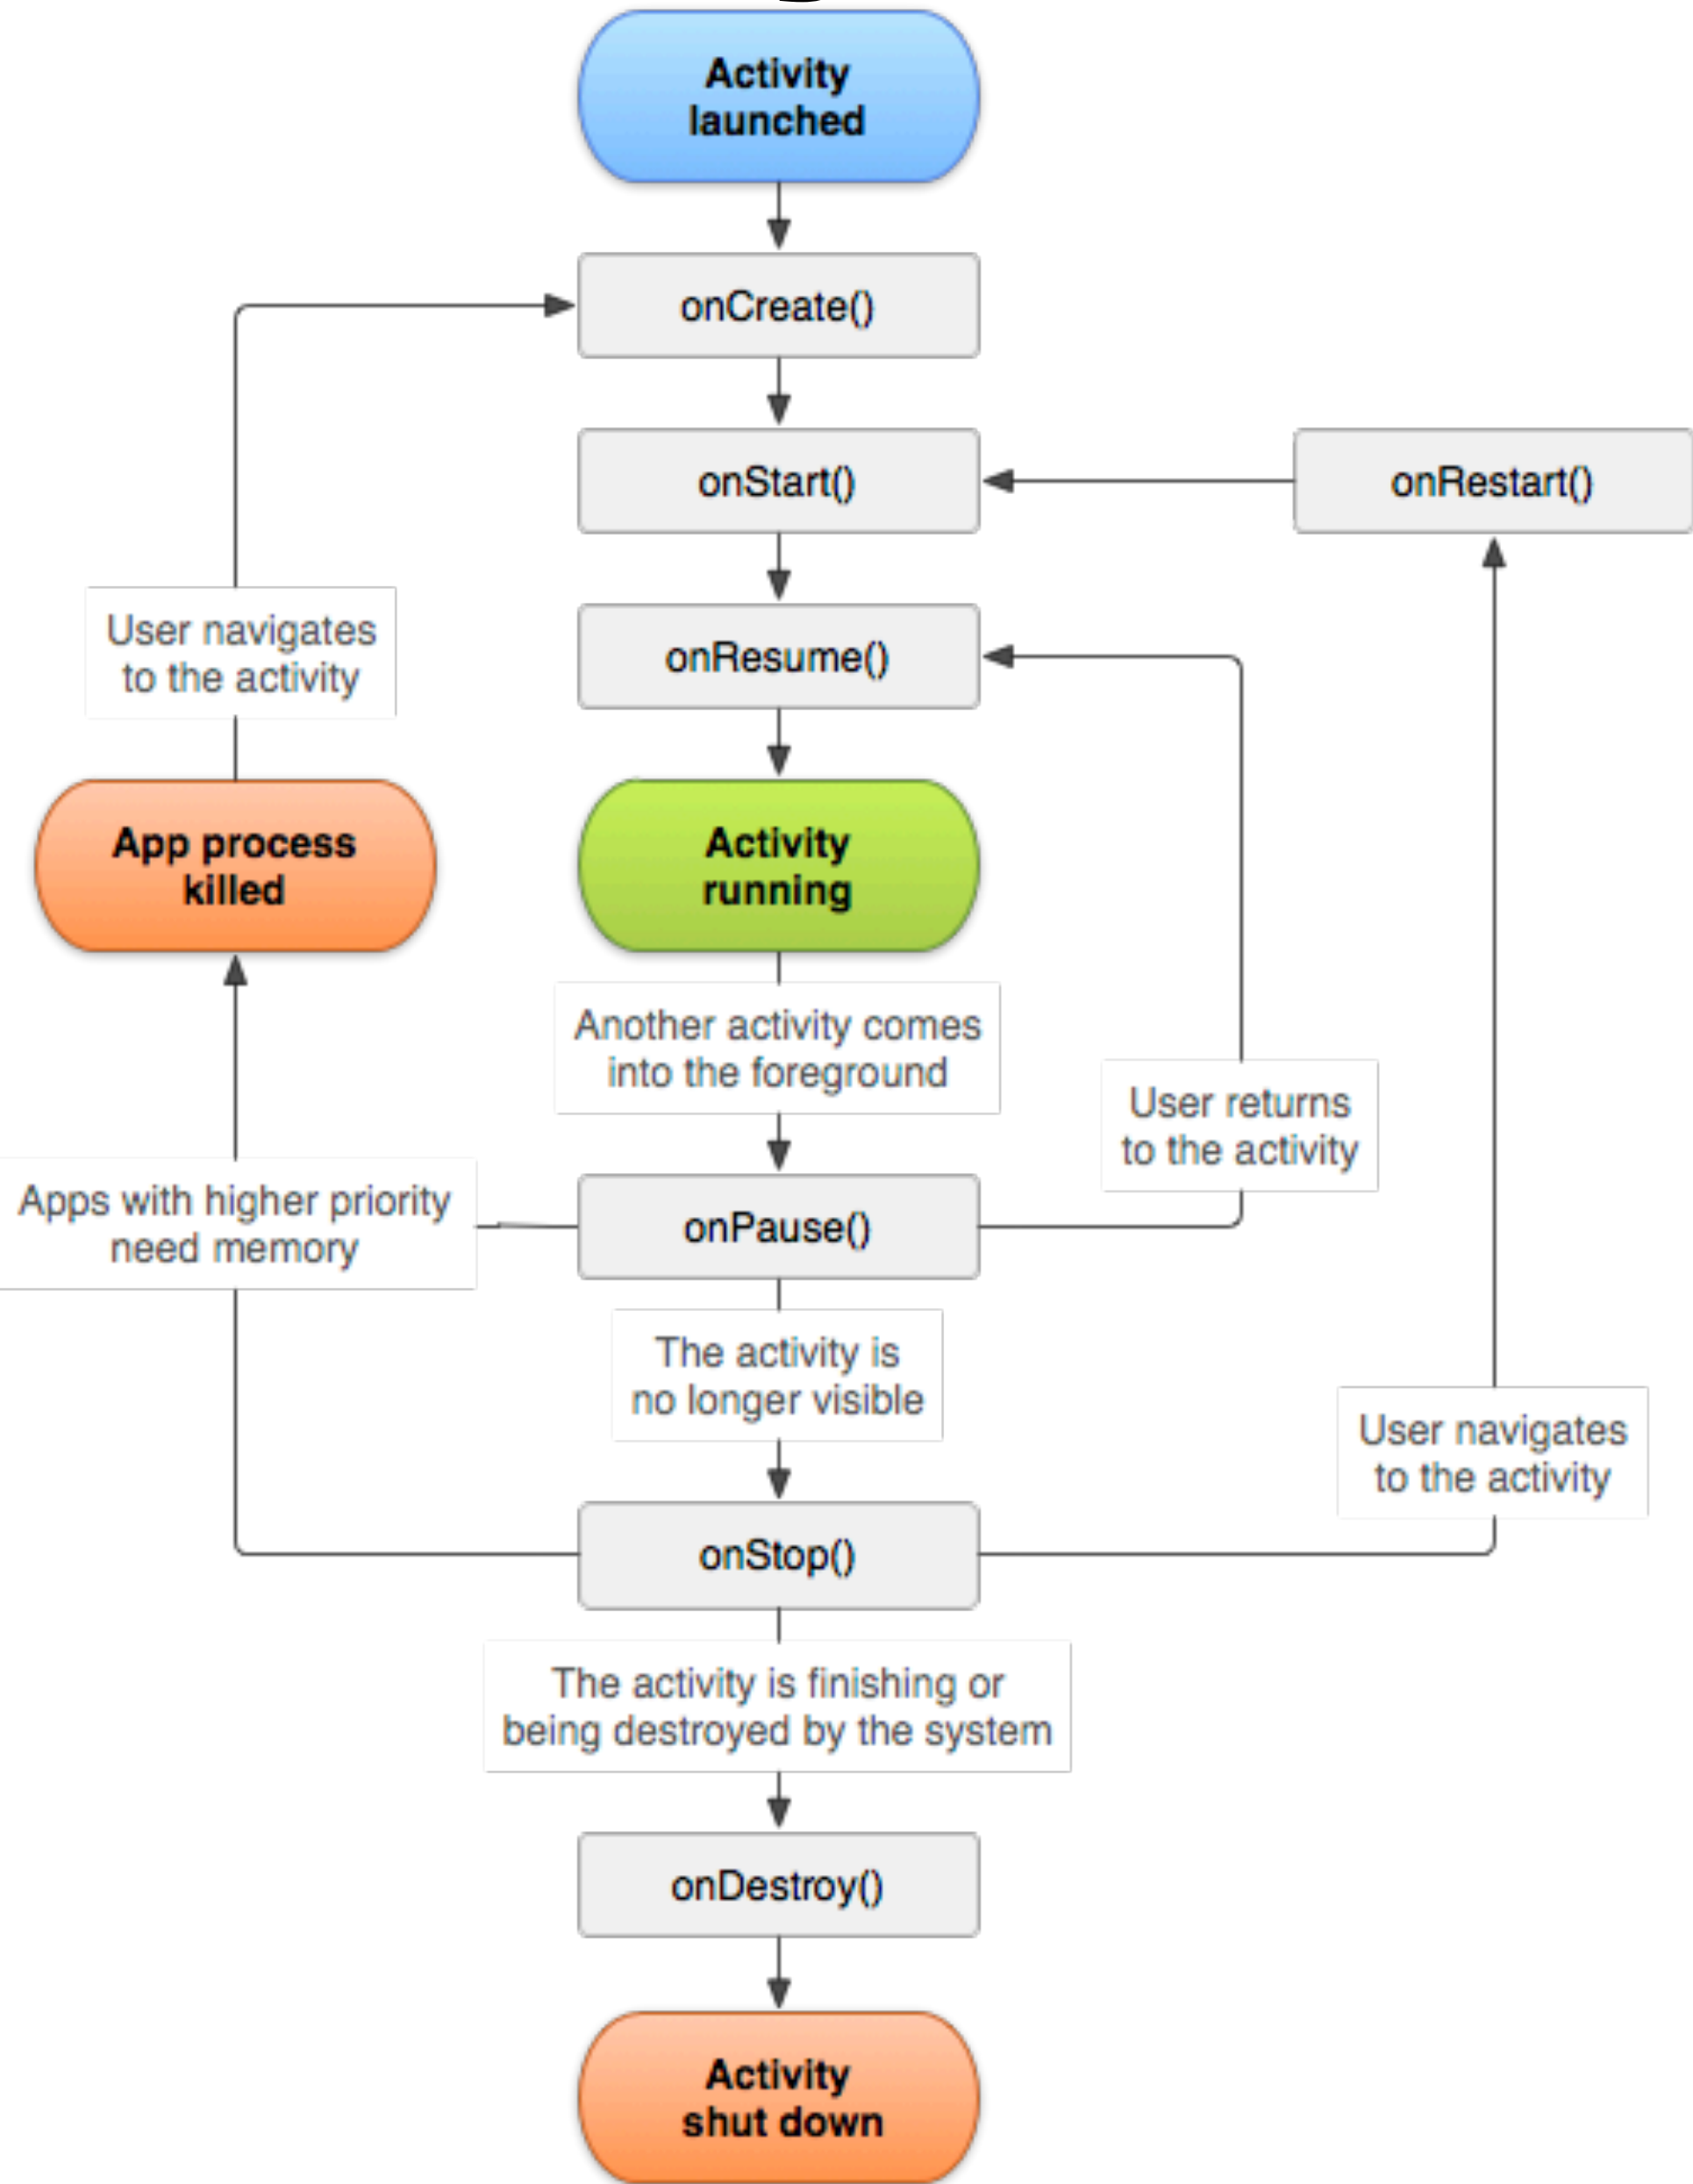 Activity
launched
onCreate()
onStart()
onRestart()
User navigates
to the activity
onResume()
App process
killed
Activity
running
Another activity comes
into the foreground
User returns
to the activity
Apps with higher priority
need memory
onPause()
The activity is
no longer visible
User navigates
to the activity
onStop()
The activity is finishing or
being destroyed by the system
onDestroy()
Activity
shut down